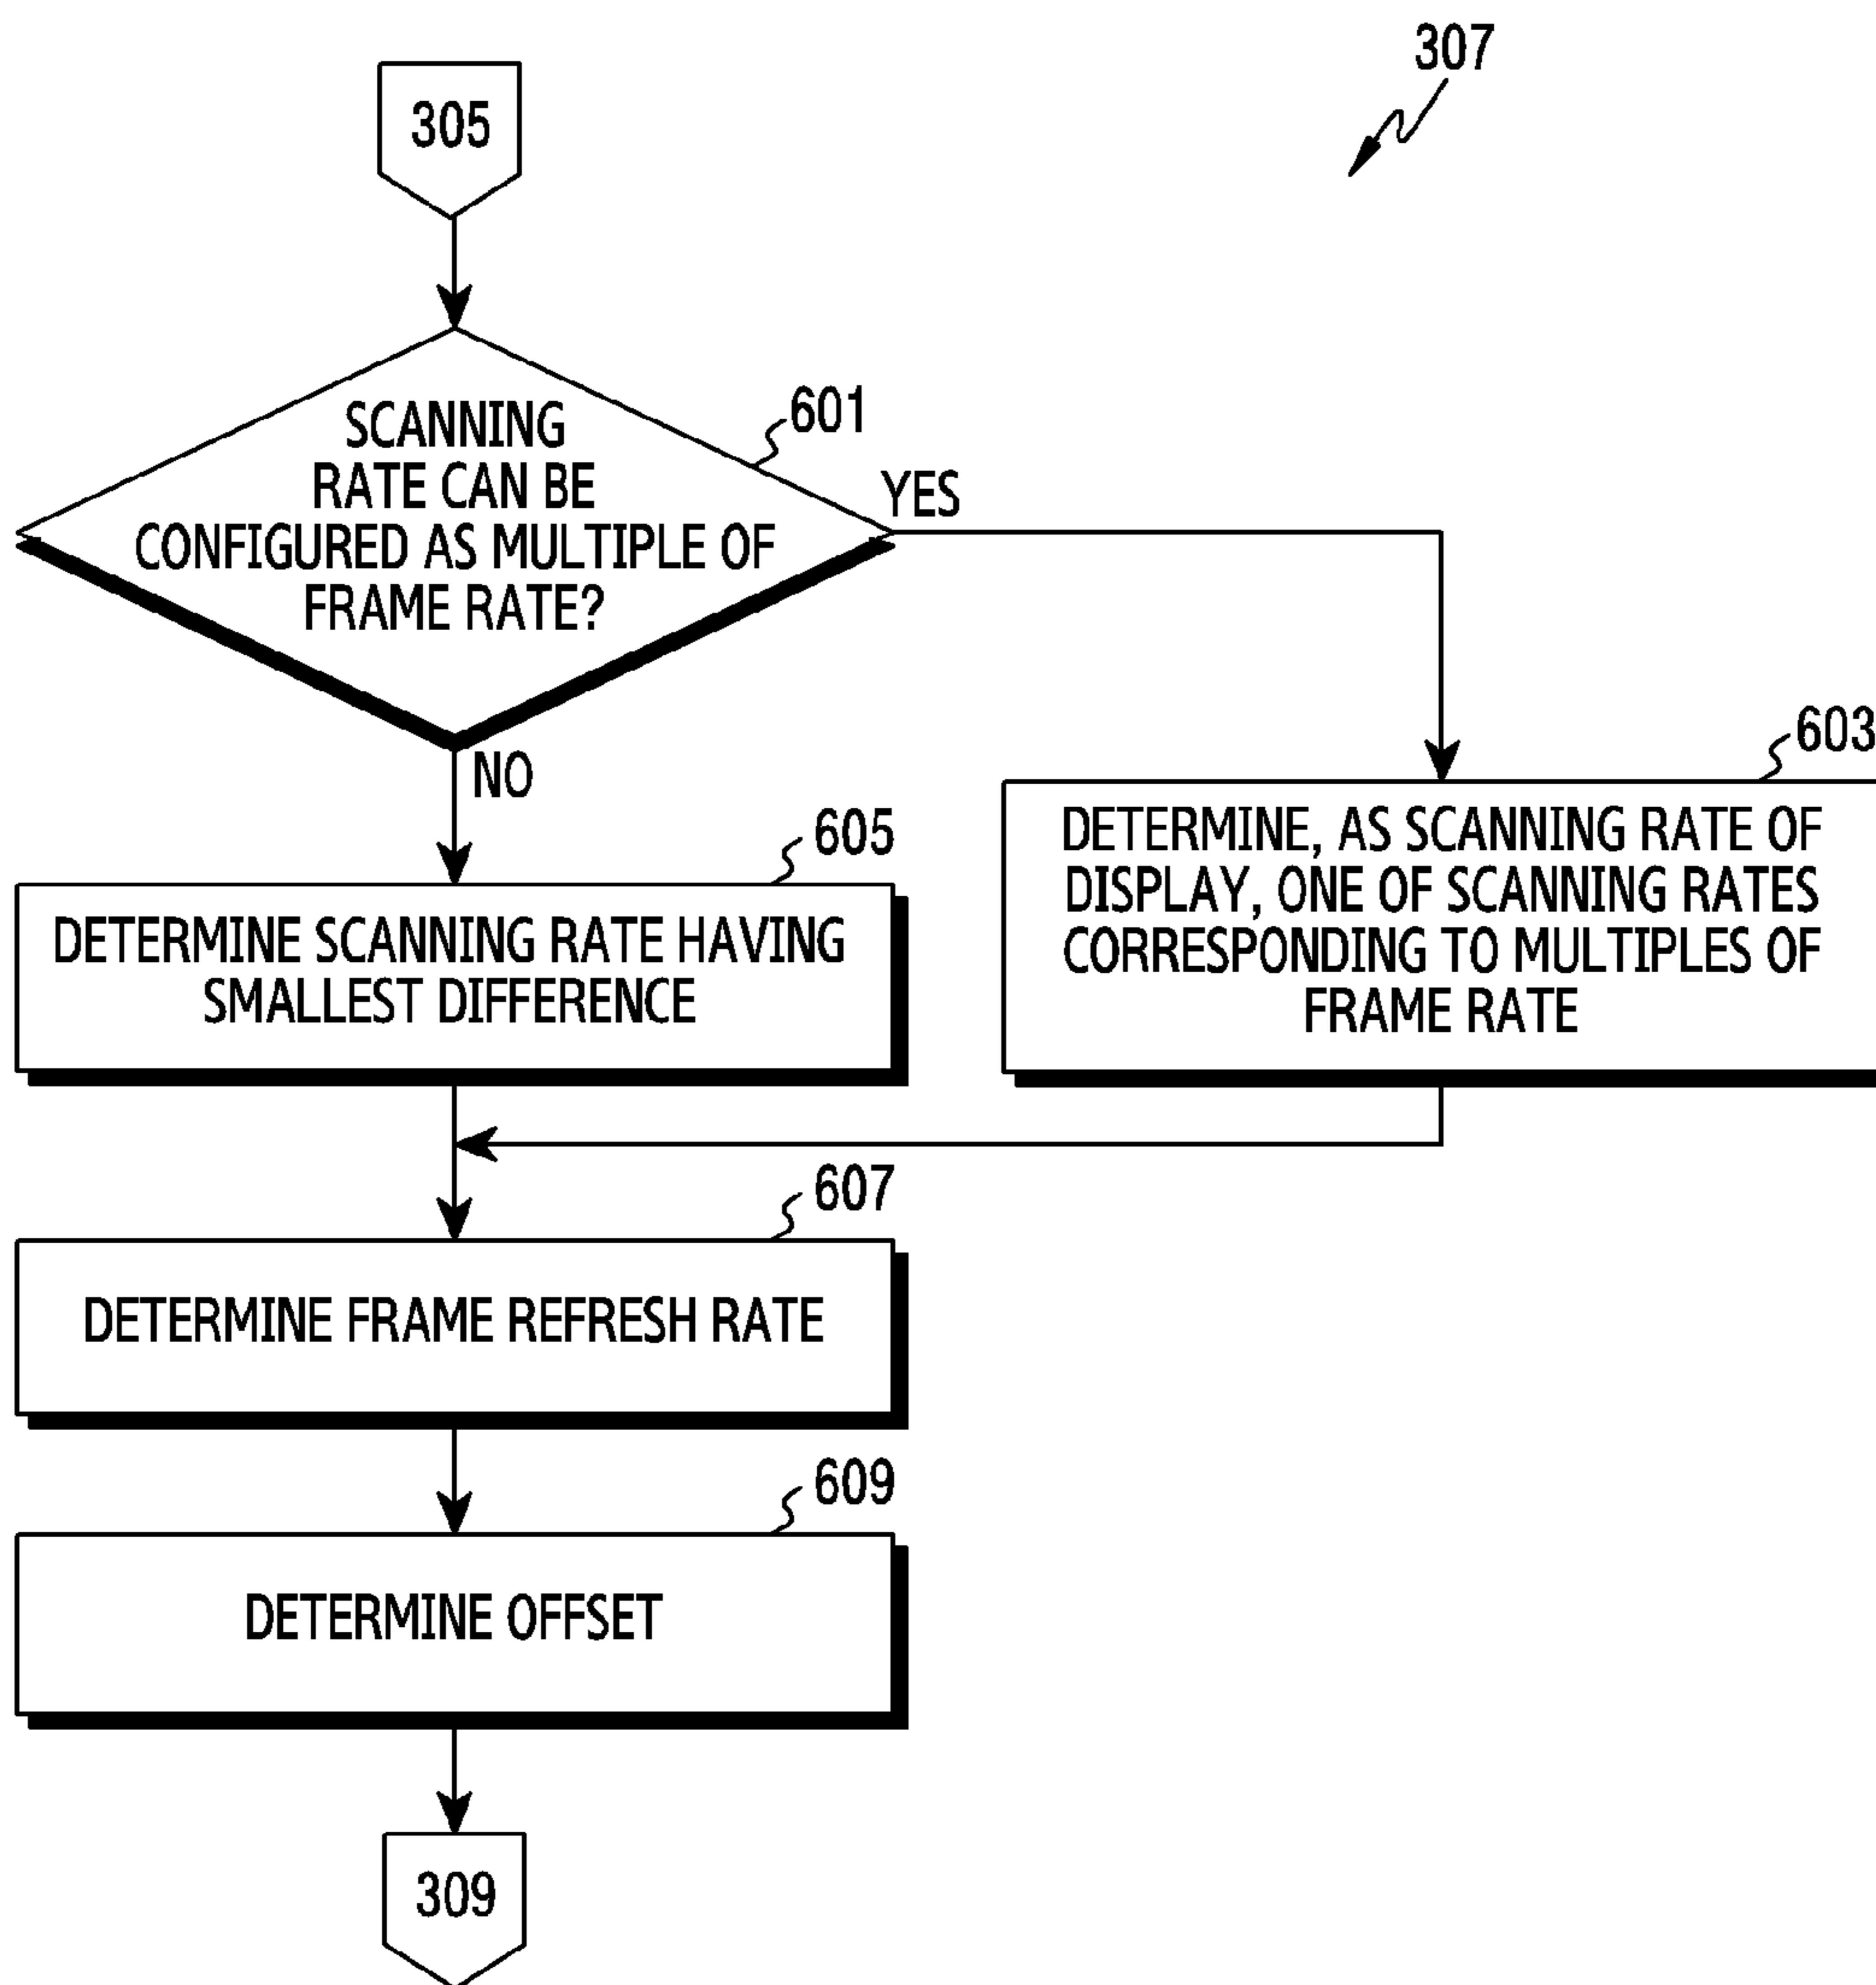 307
305
601
SCANNING
RATE CAN BE
CONFIGURED AS MULTIPLE OF
FRAME RATE?
YES
NO
603
DETERMINE, AS SCANNING RATE OF
DISPLAY, ONE OF SCANNING RATES
CORRESPONDING TO MULTIPLES OF
FRAME RATE
605
DETERMINE SCANNING RATE HAVING
SMALLEST DIFFERENCE
607
DETERMINE FRAME REFRESH RATE
609
DETERMINE OFFSET
309